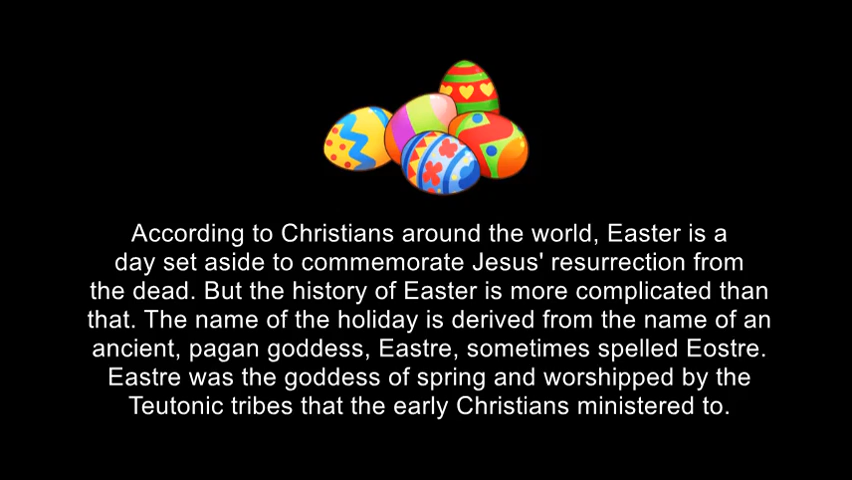 According to Christians around the world, Easter is a
day set aside to commemorate Jesus' resurrection from
the dead. But the history of Easter is more complicated than
that. The name of the holiday is derived from the name of an
ancient, pagan goddess, Eastre, sometimes spelled Eostre.
Eastre was the goddess of spring and worshipped by the
Teutonic tribes that the early Christians ministered to.